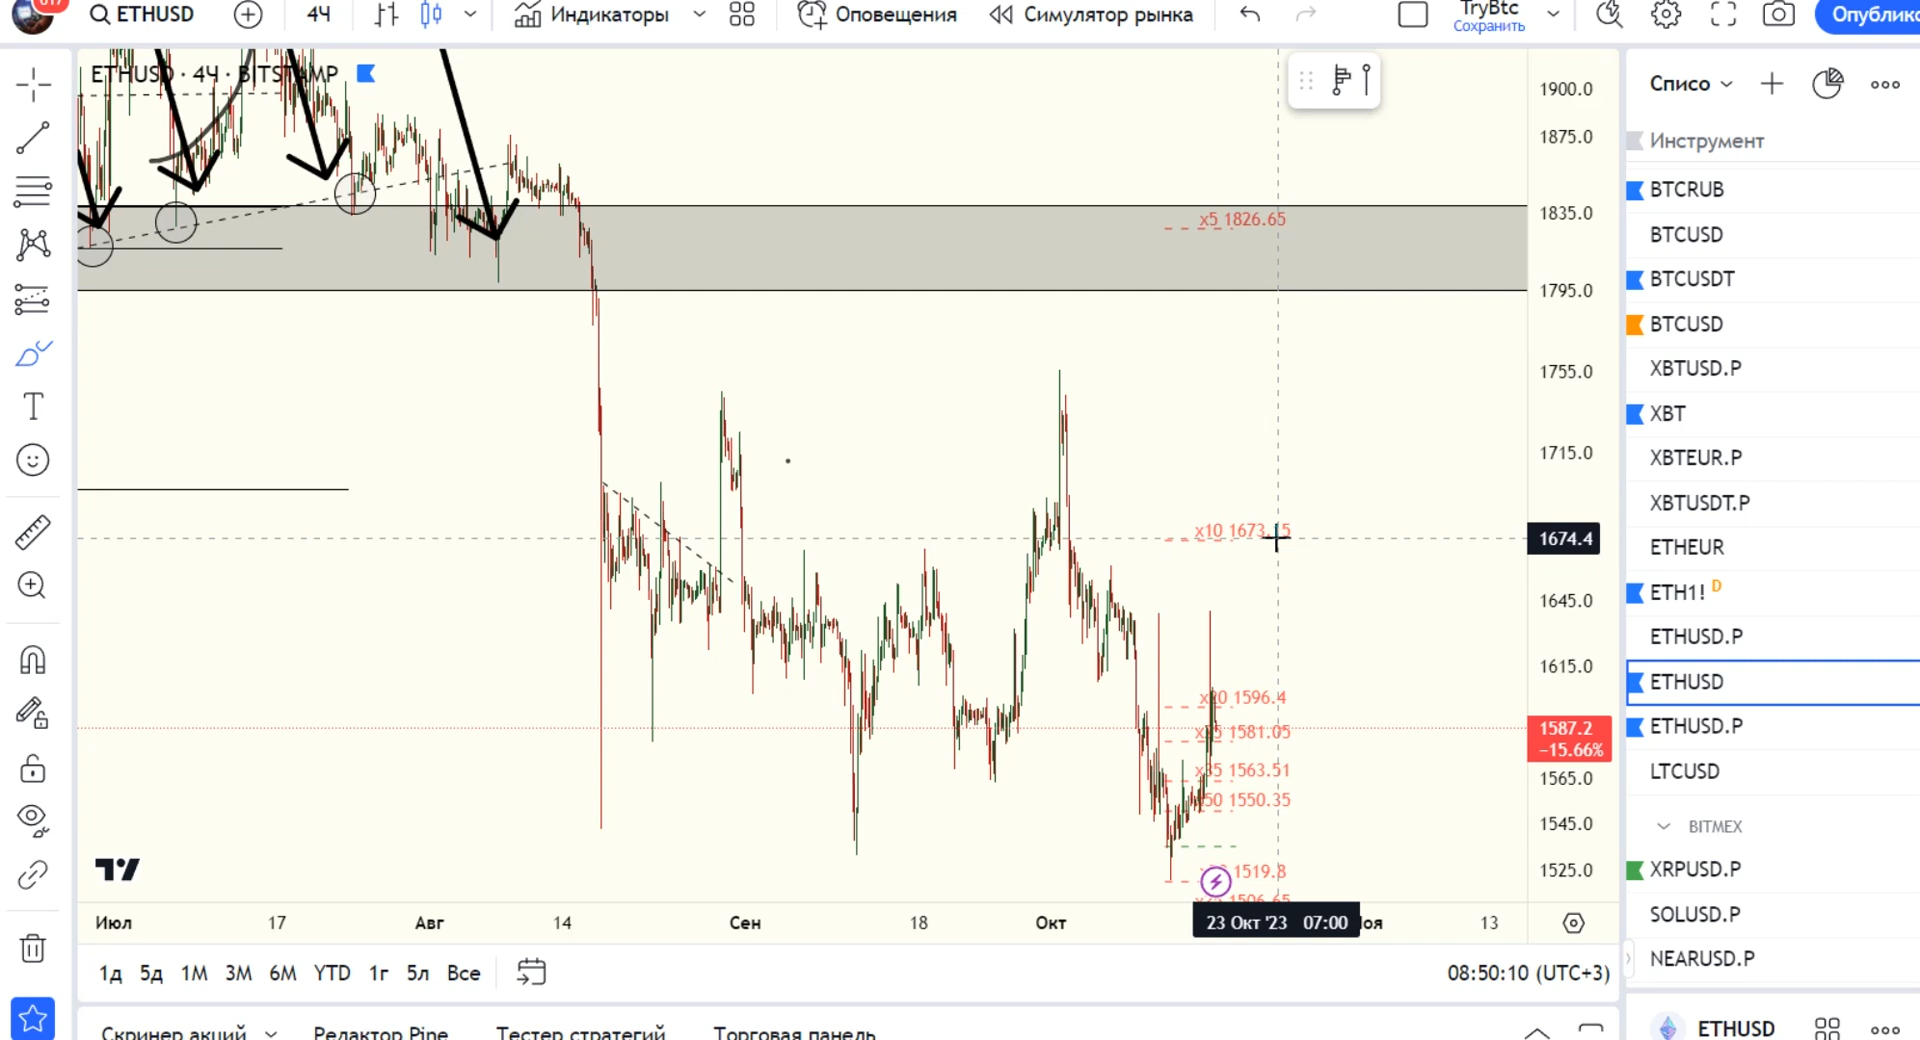 617
ETHUSD
4Ч
Индикаторы
Оповещения
Симулятор рынка
TryBtc
Сохранить
ETHUSD · 4Ч · BITSTAMP
1900.0
1875.0
1835.0
1795.0
1755.0
1715.0
1674.4
1645.0
1615.0
1587.2
−15.66%
1565.0
1545.0
1525.0
x5 1826.65
x10 1673.15
x20 1596.4
1581.05
x35 1563.51
x50 1550.35
1519.8
1506.65
Июл
17
Авг
14
Сен
18
Окт
23 Окт '23 07:00
13
1д
5д
1М
3М
6М
YTD
1г
5л
Все
08:50:10 (UTC+3)
Скринер акций
Редактор Pine
Тестер стратегий
Торговая панель
Списо
Инструмент
BTCRUB
BTCUSD
BTCUSDT
BTCUSD
XBTUSD.P
XBT
XBTEUR.P
XBTUSDT.P
ETHEUR
ETH1! D
ETHUSD.P
ETHUSD
ETHUSD.P
LTCUSD
BITMEX
XRPUSD.P
SOLUSD.P
NEARUSD.P
ETHUSD